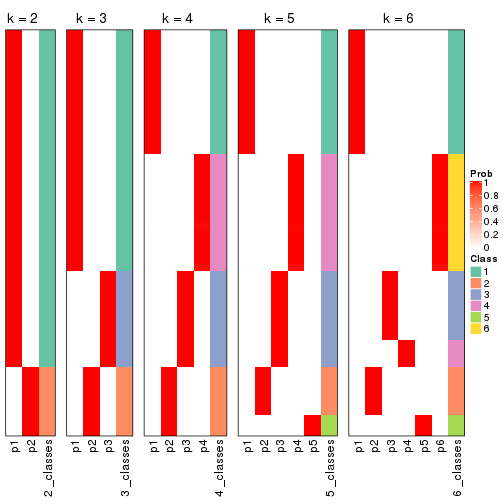 k = 2
k = 3
k = 4
k = 5
k = 6
p1
p2
2_classes
p1
p2
p3
3_classes
p1
p2
p3
p4
4_classes
p1
p2
p3
p4
p5
5_classes
p1
p2
p3
p4
p5
p6
6_classes
Prob
1
0.8
0.6
0.4
0.2
0
Class
1
2
3
4
5
6